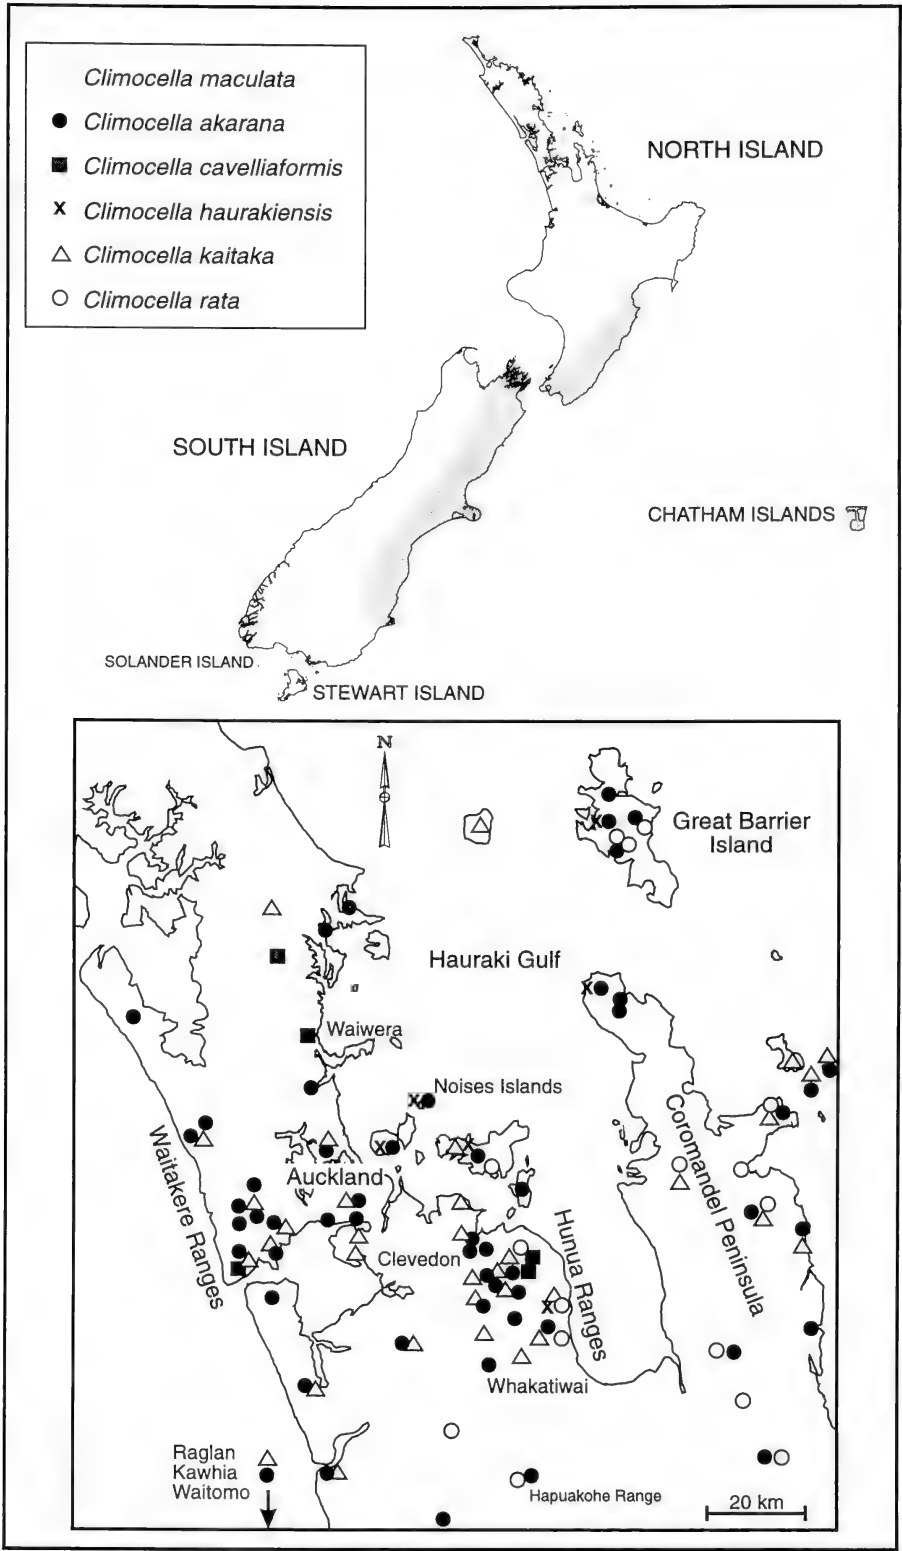 Climocella maculata
Climocella akarana
Climocella cavelliaformis
x Climocella haurakiensis
Climocella kaitaka
Climocella rata
NORTH ISLAND
SOUTH ISLAND
CHATHAM ISLANDS
SOLANDER ISLAND
STEWART ISLAND
N
Great Barrier
Island
Hauraki Gulf
Waiwera
Noises Islands
Coromandel Peninsula
Waitakere Ranges
Auckland
Clevedon
Hunua Ranges
Whakatiwai
Raglan
Kawhia
Waitomo
Hapuakohe Range
20 km